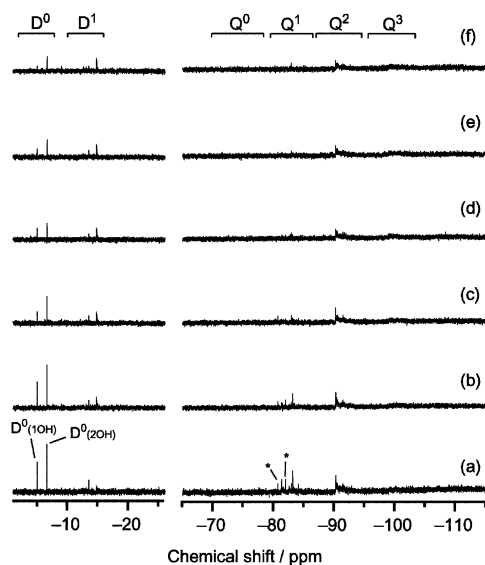 D⁰ D¹ Q⁰ Q¹ Q² Q³
(f)
(e)
(d)
(c)
(b)
D⁰(1OH) D⁰(2OH) * * (a)
−10 −20 −70 −80 −90 −100 −110
Chemical shift / ppm